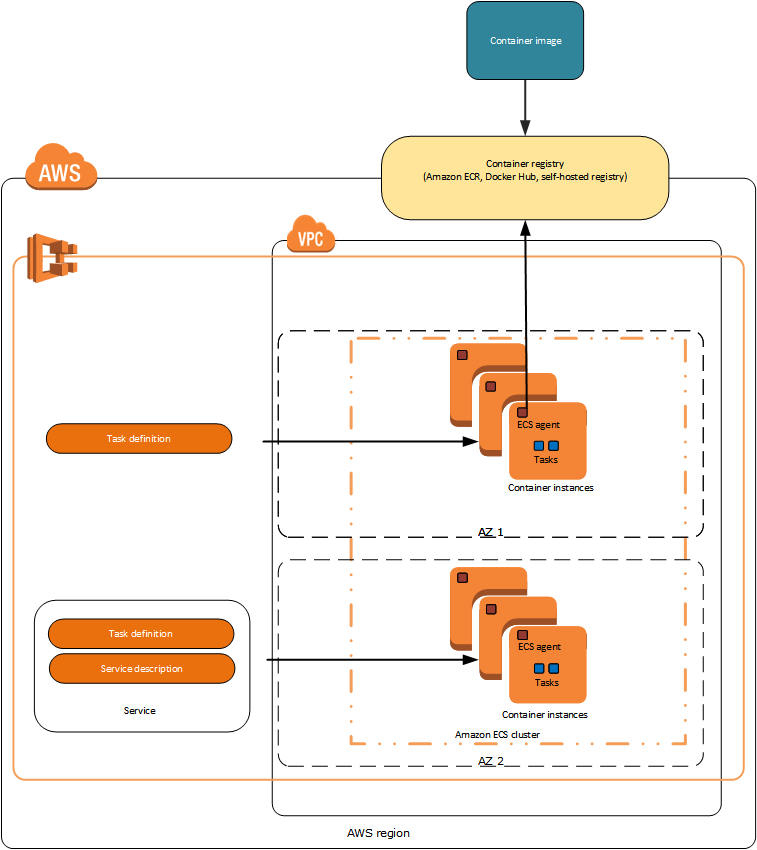 Container image
Container registry
(Amazon ECR, Docker Hub, self-hosted registry)
AWS
VPC
ECS agent
Tasks
Container instances
Task definition
AZ 1
Task definition
Service description
Service
ECS agent
Tasks
Container instances
Amazon ECS cluster
AZ 2
AWS region